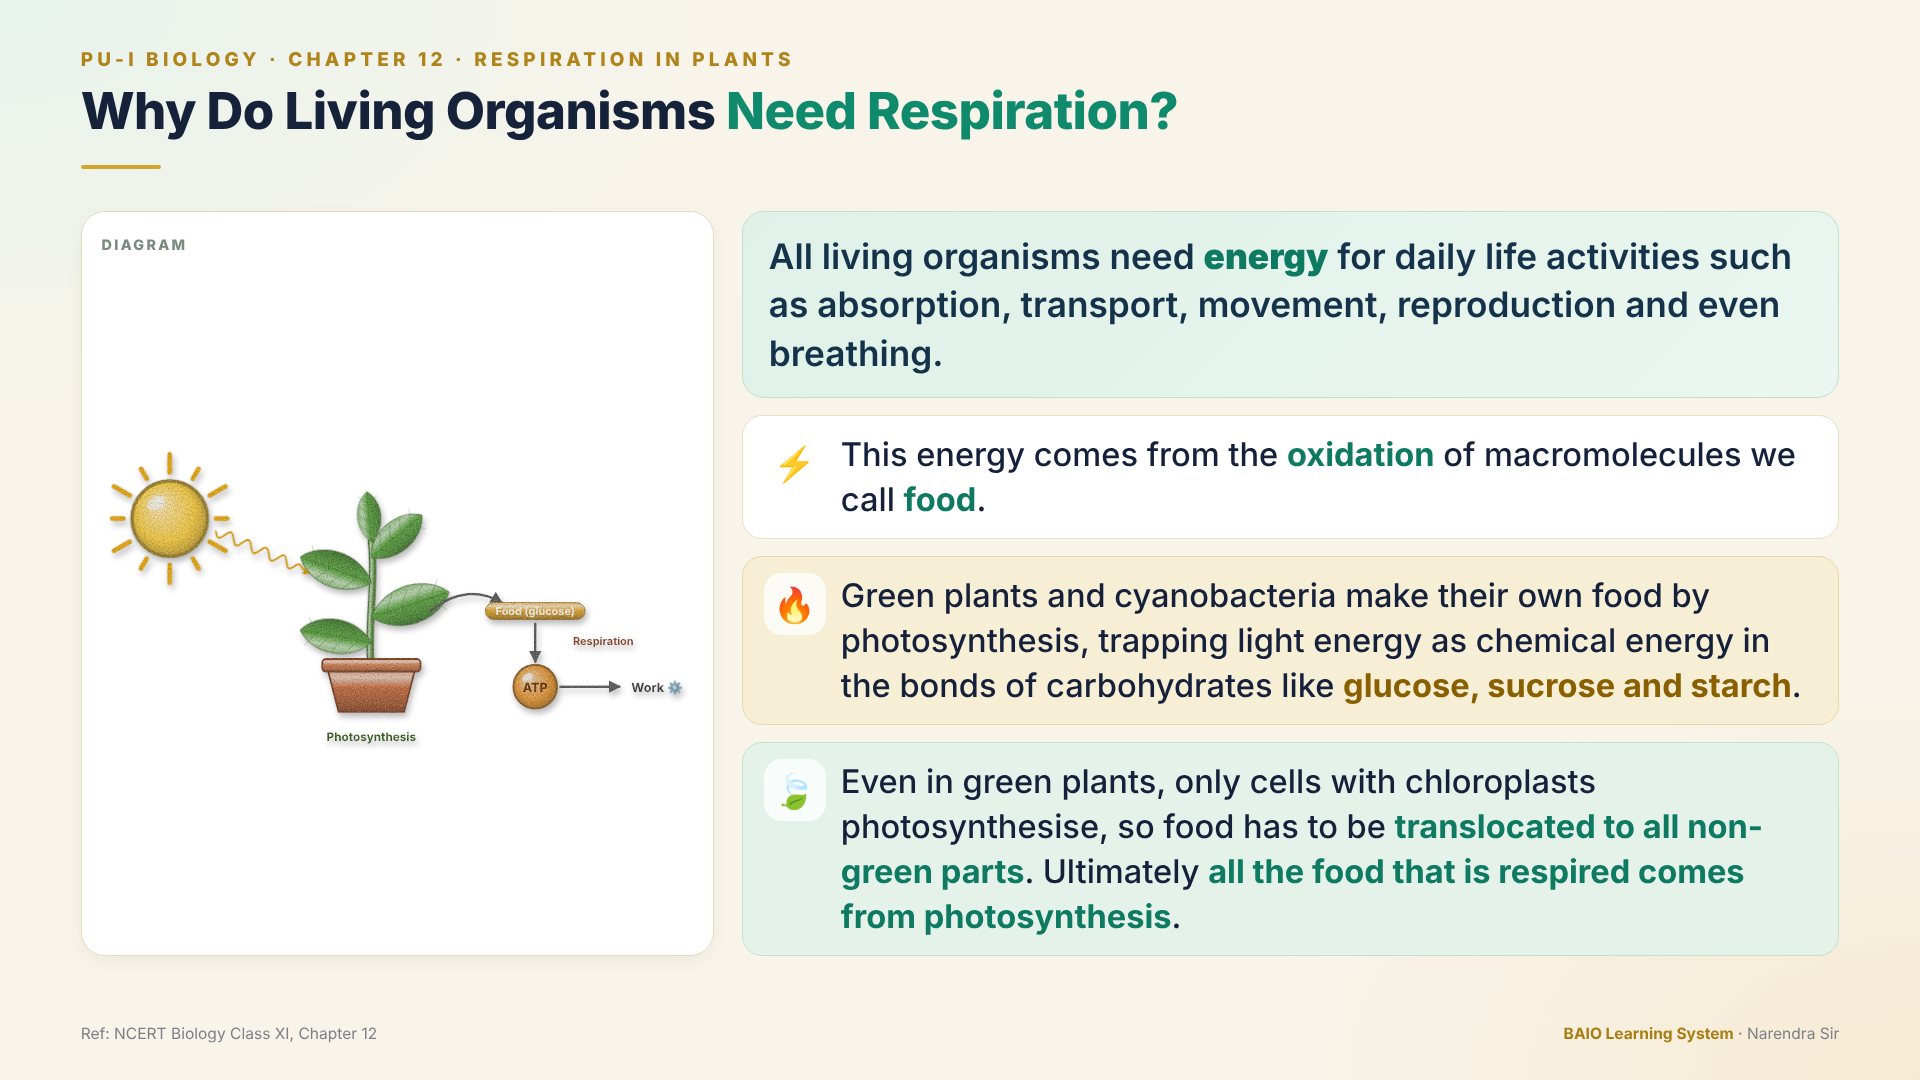 PU-I BIOLOGY · CHAPTER 12 · RESPIRATION IN PLANTS
Why Do Living Organisms Need Respiration?
DIAGRAM
Food (glucose)
Respiration
ATP
Work
Photosynthesis
All living organisms need energy for daily life activities such
as absorption, transport, movement, reproduction and even
breathing.
This energy comes from the oxidation of macromolecules we
call food.
Green plants and cyanobacteria make their own food by
photosynthesis, trapping light energy as chemical energy in
the bonds of carbohydrates like glucose, sucrose and starch.
Even in green plants, only cells with chloroplasts
photosynthesise, so food has to be translocated to all non-
green parts. Ultimately all the food that is respired comes
from photosynthesis.
Ref: NCERT Biology Class XI, Chapter 12
BAIO Learning System · Narendra Sir